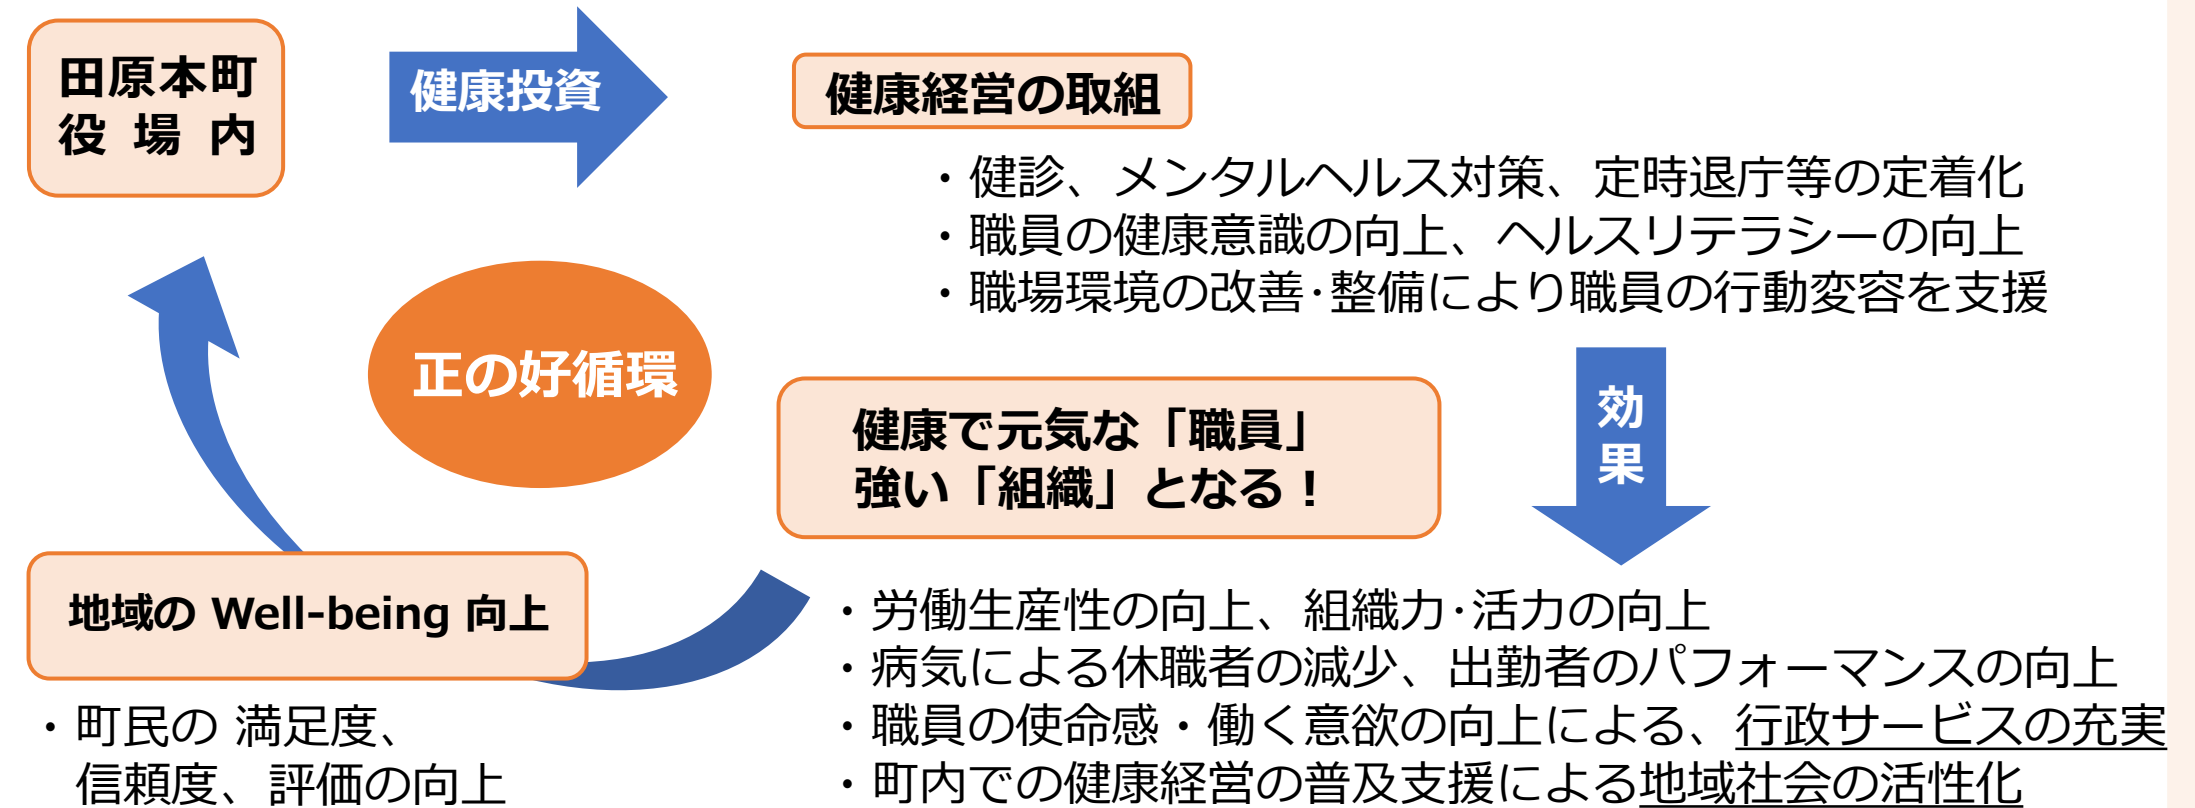 田原本町
役場内
健康投資
健康経営の取組
・健診、メンタルヘルス対策、定時退庁等の定着化
・職員の健康意識の向上、ヘルスリテラシーの向上
・職場環境の改善･整備により職員の行動変容を支援
正の好循環
効果
健康で元気な「職員」
強い「組織」となる！
・労働生産性の向上、組織力･活力の向上
・病気による休職者の減少、出勤者のパフォーマンスの向上
・職員の使命感・働く意欲の向上による、行政サービスの充実
・町内での健康経営の普及支援による地域社会の活性化
地域の Well-being 向上
・町民の 満足度、
信頼度、評価の向上